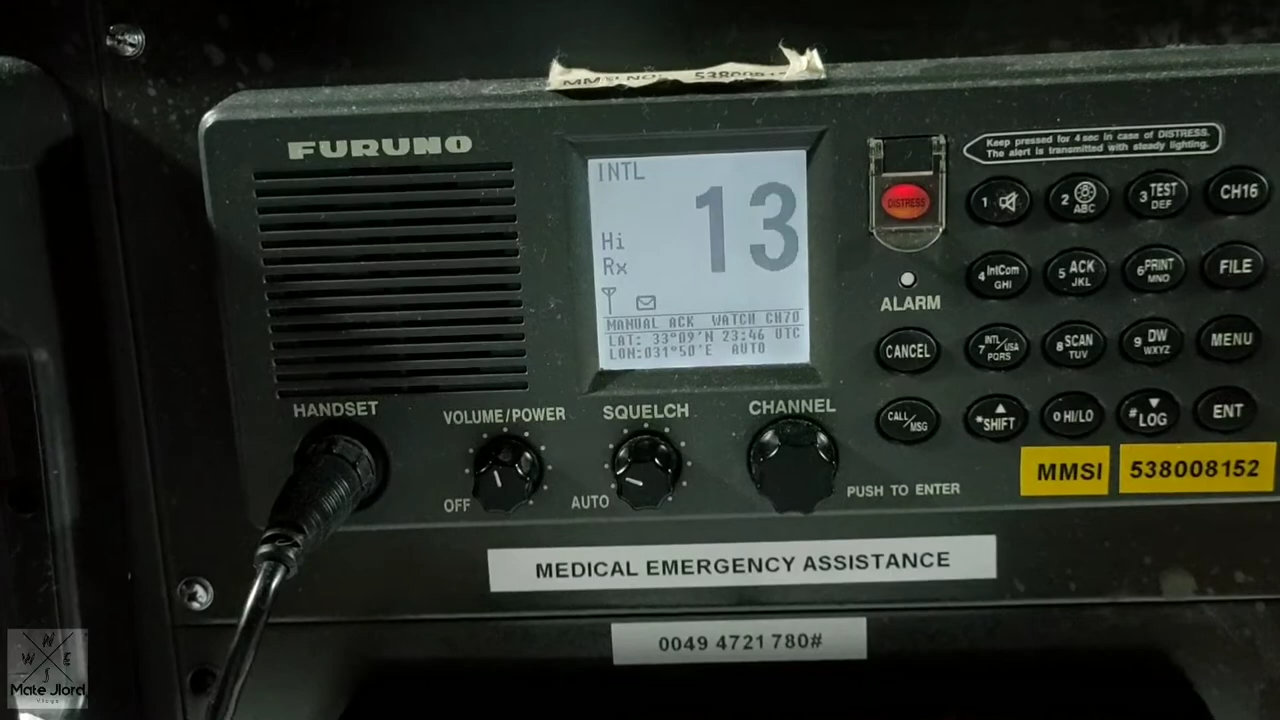 MMSI NO. 538008152
FURUNO
INTL
13
Hi
Rx
MANUAL ACK WATCH CH70
LAT: 33°09'N 23:46 UTC
LON:031°50'E AUTO
Keep pressed for 4 sec in case of DISTRESS.
The alert is transmitted with steady lighting.
DISTRESS
ALARM
1
2 ABC
3 TEST DEF
CH16
4 IntCom GHI
5 ACK JKL
6 PRINT MNO
FILE
CANCEL
7 INTL/USA PQRS
8 SCAN TUV
9 DW WXYZ
MENU
CALL/MSG
*SHIFT
0 HI/LO
# LOG
ENT
HANDSET
VOLUME/POWER
OFF
SQUELCH
AUTO
CHANNEL
PUSH TO ENTER
MMSI 538008152
MEDICAL EMERGENCY ASSISTANCE
0049 4721 780#
N
W E
S
Mate Jlord